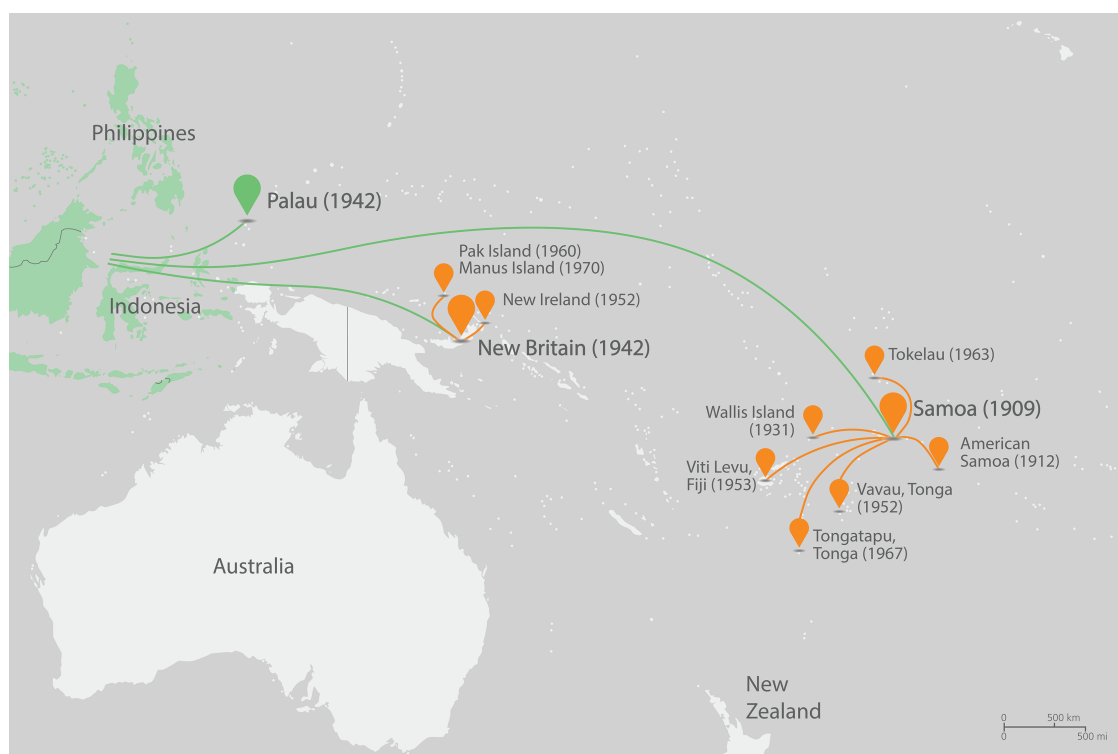 Philippines
Palau (1942)
Pak Island (1960)
Manus Island (1970)
New Ireland (1952)
Indonesia
New Britain (1942)
Tokelau (1963)
Samoa (1909)
Wallis Island
(1931)
American
Samoa (1912)
Viti Levu,
Fiji (1953)
Vavau, Tonga
(1952)
Tongatapu,
Tonga (1967)
Australia
New
Zealand
0 500 km
0 500 mi